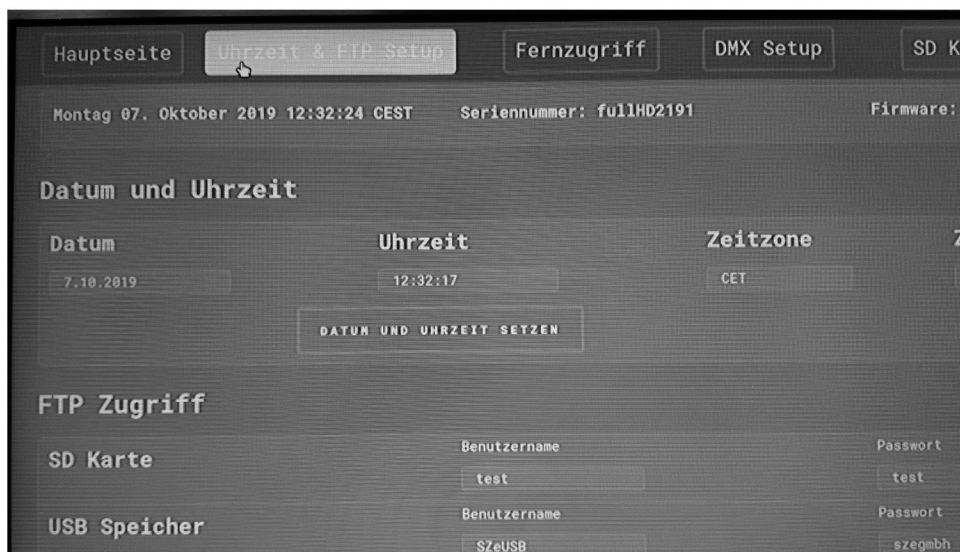 Hauptseite Uhrzeit & FTP Setup Fernzugriff DMX Setup SD
Montag 07. Oktober 2019 12:32:24 CEST Seriennummer: fullHD2191 Firmware:
Datum und Uhrzeit
Datum Uhrzeit Zeitzone
7.10.2019 12:32:17 CET
DATUM UND UHRZEIT SETZEN
FTP Zugriff
SD Karte
Benutzername Passwort
test test
USB Speicher
Benutzername Passwort
SZeUSB szegmbh